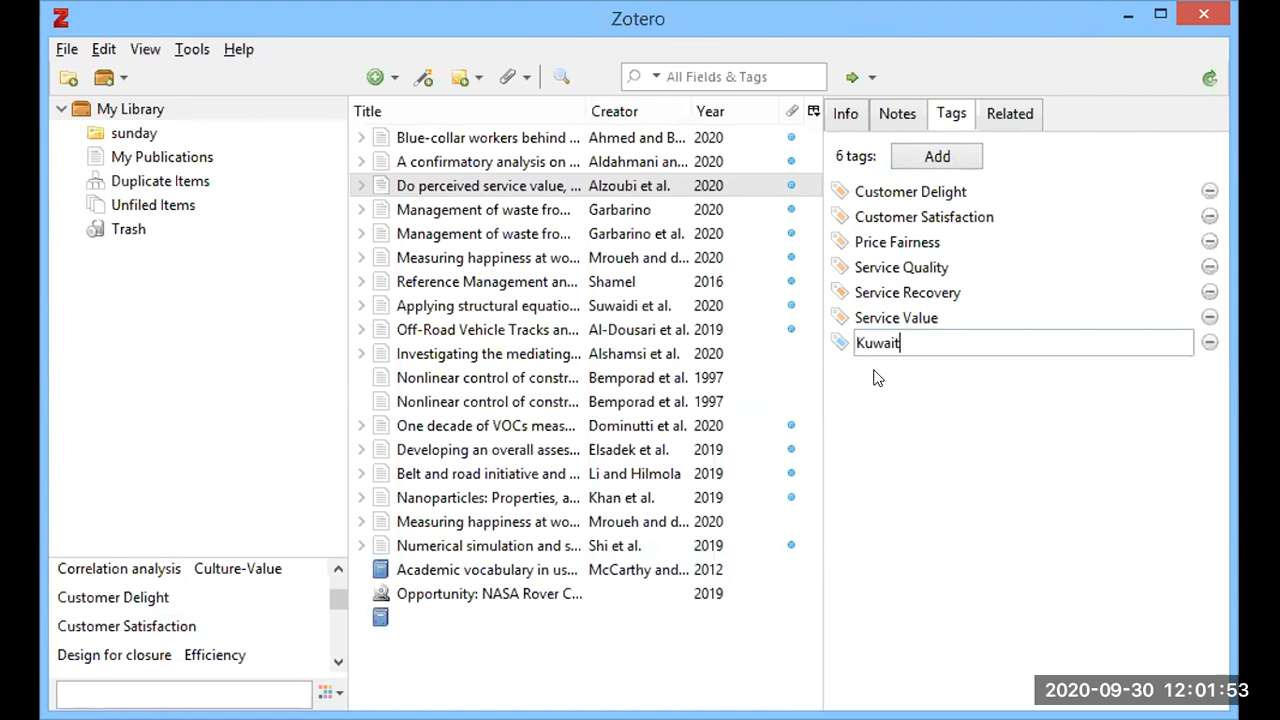 Zotero
File Edit View Tools Help
All Fields & Tags
My Library
sunday
My Publications
Duplicate Items
Unfiled Items
Trash
Title Creator Year
Blue-collar workers behind ... Ahmed and B... 2020
A confirmatory analysis on ... Aldahmani an... 2020
Do perceived service value, ... Alzoubi et al. 2020
Management of waste fro... Garbarino 2020
Management of waste fro... Garbarino et al. 2020
Measuring happiness at wo... Mroueh and d... 2020
Reference Management an... Shamel 2016
Applying structural equatio... Suwaidi et al. 2020
Off-Road Vehicle Tracks an... Al-Dousari et al. 2019
Investigating the mediating... Alshamsi et al. 2020
Nonlinear control of constr... Bemporad et al. 1997
Nonlinear control of constr... Bemporad et al. 1997
One decade of VOCs meas... Dominutti et al. 2020
Developing an overall asses... Elsadek et al. 2019
Belt and road initiative and ... Li and Hilmola 2019
Nanoparticles: Properties, a... Khan et al. 2019
Measuring happiness at wo... Mroueh and d... 2020
Numerical simulation and s... Shi et al. 2019
Academic vocabulary in us... McCarthy and... 2012
Opportunity: NASA Rover C... 2019
Info Notes Tags Related
6 tags: Add
Customer Delight
Customer Satisfaction
Price Fairness
Service Quality
Service Recovery
Service Value
Kuwait
Correlation analysis Culture-Value
Customer Delight
Customer Satisfaction
Design for closure Efficiency
2020-09-30 12:01:53